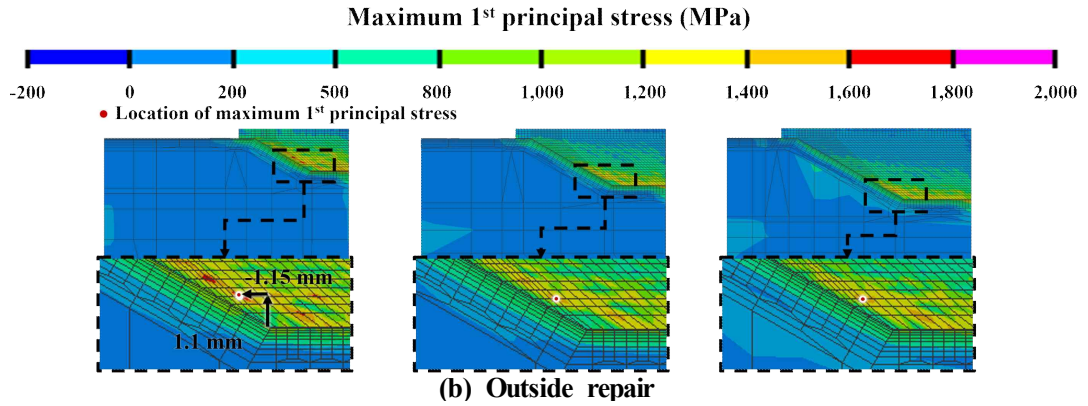 Maximum 1st principal stress (MPa)
-200 0 200 500 800 1,000 1,200 1,400 1,600 1,800 2,000
Location of maximum 1st principal stress
-1.15 mm
1.1 mm
(b) Outside repair